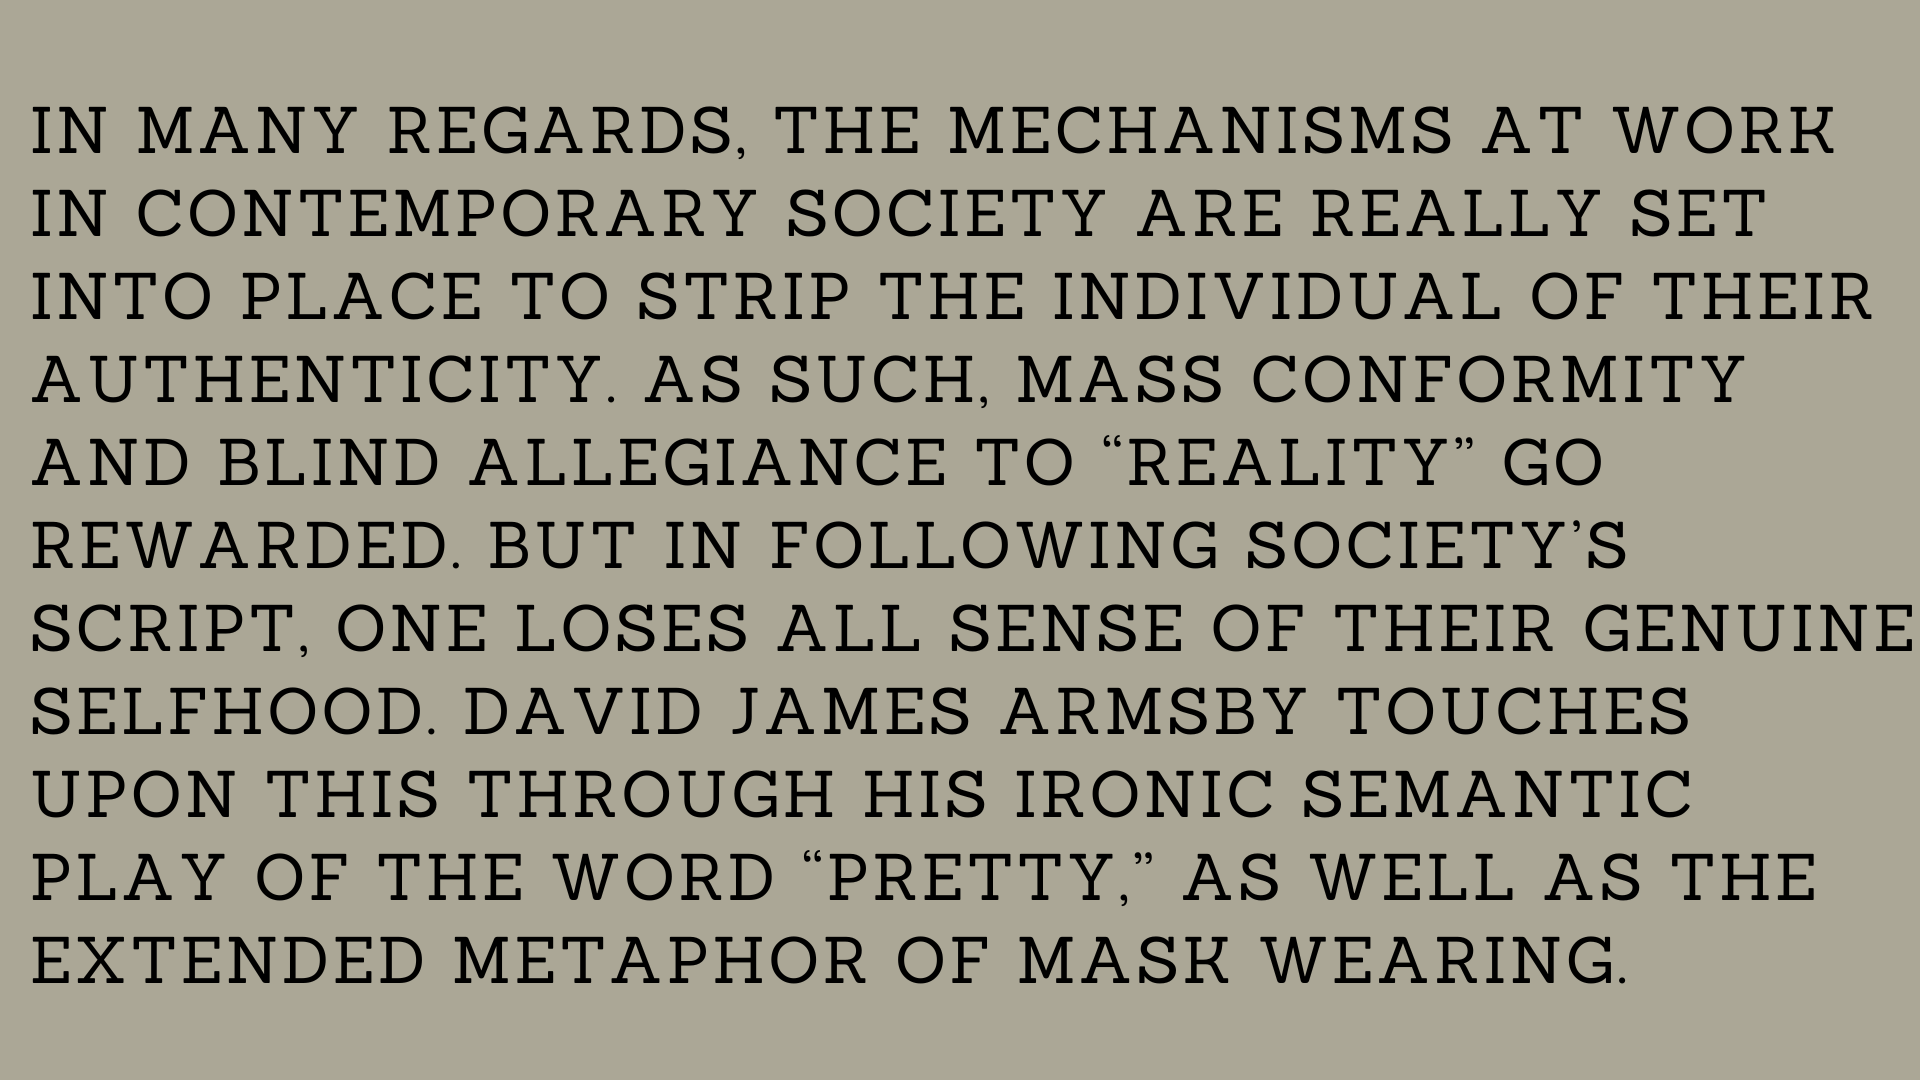 IN MANY REGARDS, THE MECHANISMS AT WORK
IN CONTEMPORARY SOCIETY ARE REALLY SET
INTO PLACE TO STRIP THE INDIVIDUAL OF THEIR
AUTHENTICITY. AS SUCH, MASS CONFORMITY
AND BLIND ALLEGIANCE TO “REALITY” GO
REWARDED. BUT IN FOLLOWING SOCIETY’S
SCRIPT, ONE LOSES ALL SENSE OF THEIR GENUINE
SELFHOOD. DAVID JAMES ARMSBY TOUCHES
UPON THIS THROUGH HIS IRONIC SEMANTIC
PLAY OF THE WORD “PRETTY,” AS WELL AS THE
EXTENDED METAPHOR OF MASK WEARING.